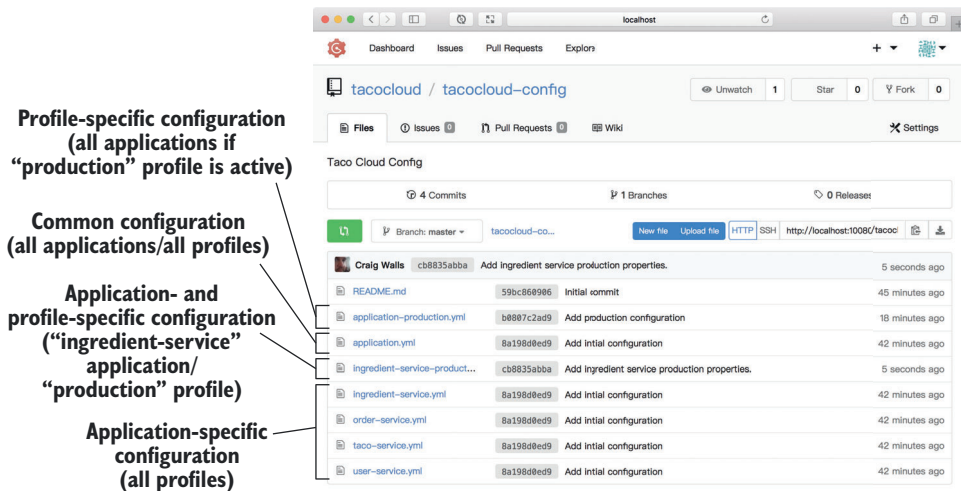 localhost
Dashboard Issues Pull Requests Explore
tacocloud / tacocloud-config
Unwatch 1 Star 0 Fork 0
Files Issues 0 Pull Requests 0 Wiki Settings
Taco Cloud Config
4 Commits 1 Branches 0 Releases
Branch: master tacocloud-co... New file Upload file HTTP SSH http://localhost:10080/tacocl
Craig Walls cb8835abba Add ingredient service production properties. 5 seconds ago
README.md 59bc860906 Initial commit 45 minutes ago
application-production.yml b0807c2ad9 Add production configuration 18 minutes ago
application.yml 8a198d0ed9 Add intial configuration 42 minutes ago
ingredient-service-product... cb8835abba Add ingredient service production properties. 5 seconds ago
ingredient-service.yml 8a198d0ed9 Add intial configuration 42 minutes ago
order-service.yml 8a198d0ed9 Add intial configuration 42 minutes ago
taco-service.yml 8a198d0ed9 Add intial configuration 42 minutes ago
user-service.yml 8a198d0ed9 Add intial configuration 42 minutes ago
Profile-specific configuration
(all applications if
“production” profile is active)
Common configuration
(all applications/all profiles)
Application- and
profile-specific configuration
(“ingredient-service”
application/
“production” profile)
Application-specific
configuration
(all profiles)